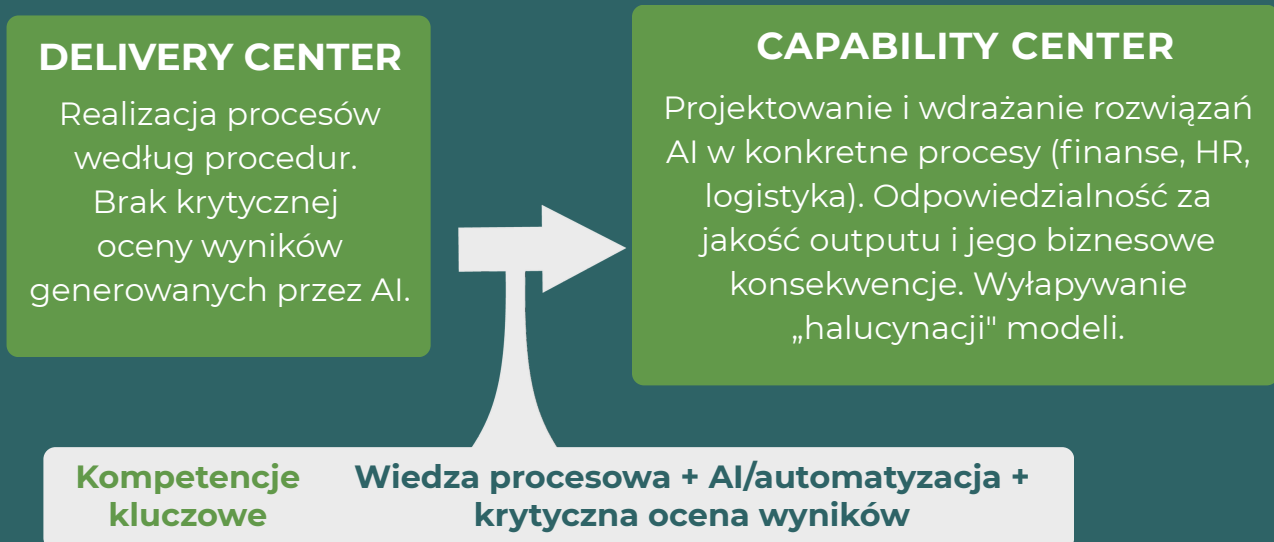 DELIVERY CENTER
Realizacja procesów
według procedur.
Brak krytycznej
oceny wyników
generowanych przez AI.
CAPABILITY CENTER
Projektowanie i wdrażanie rozwiązań
AI w konkretne procesy (finanse, HR,
logistyka). Odpowiedzialność za
jakość outputu i jego biznesowe
konsekwencje. Wyłapywanie
„halucynacji" modeli.
Kompetencje
kluczowe
Wiedza procesowa + AI/automatyzacja +
krytyczna ocena wyników